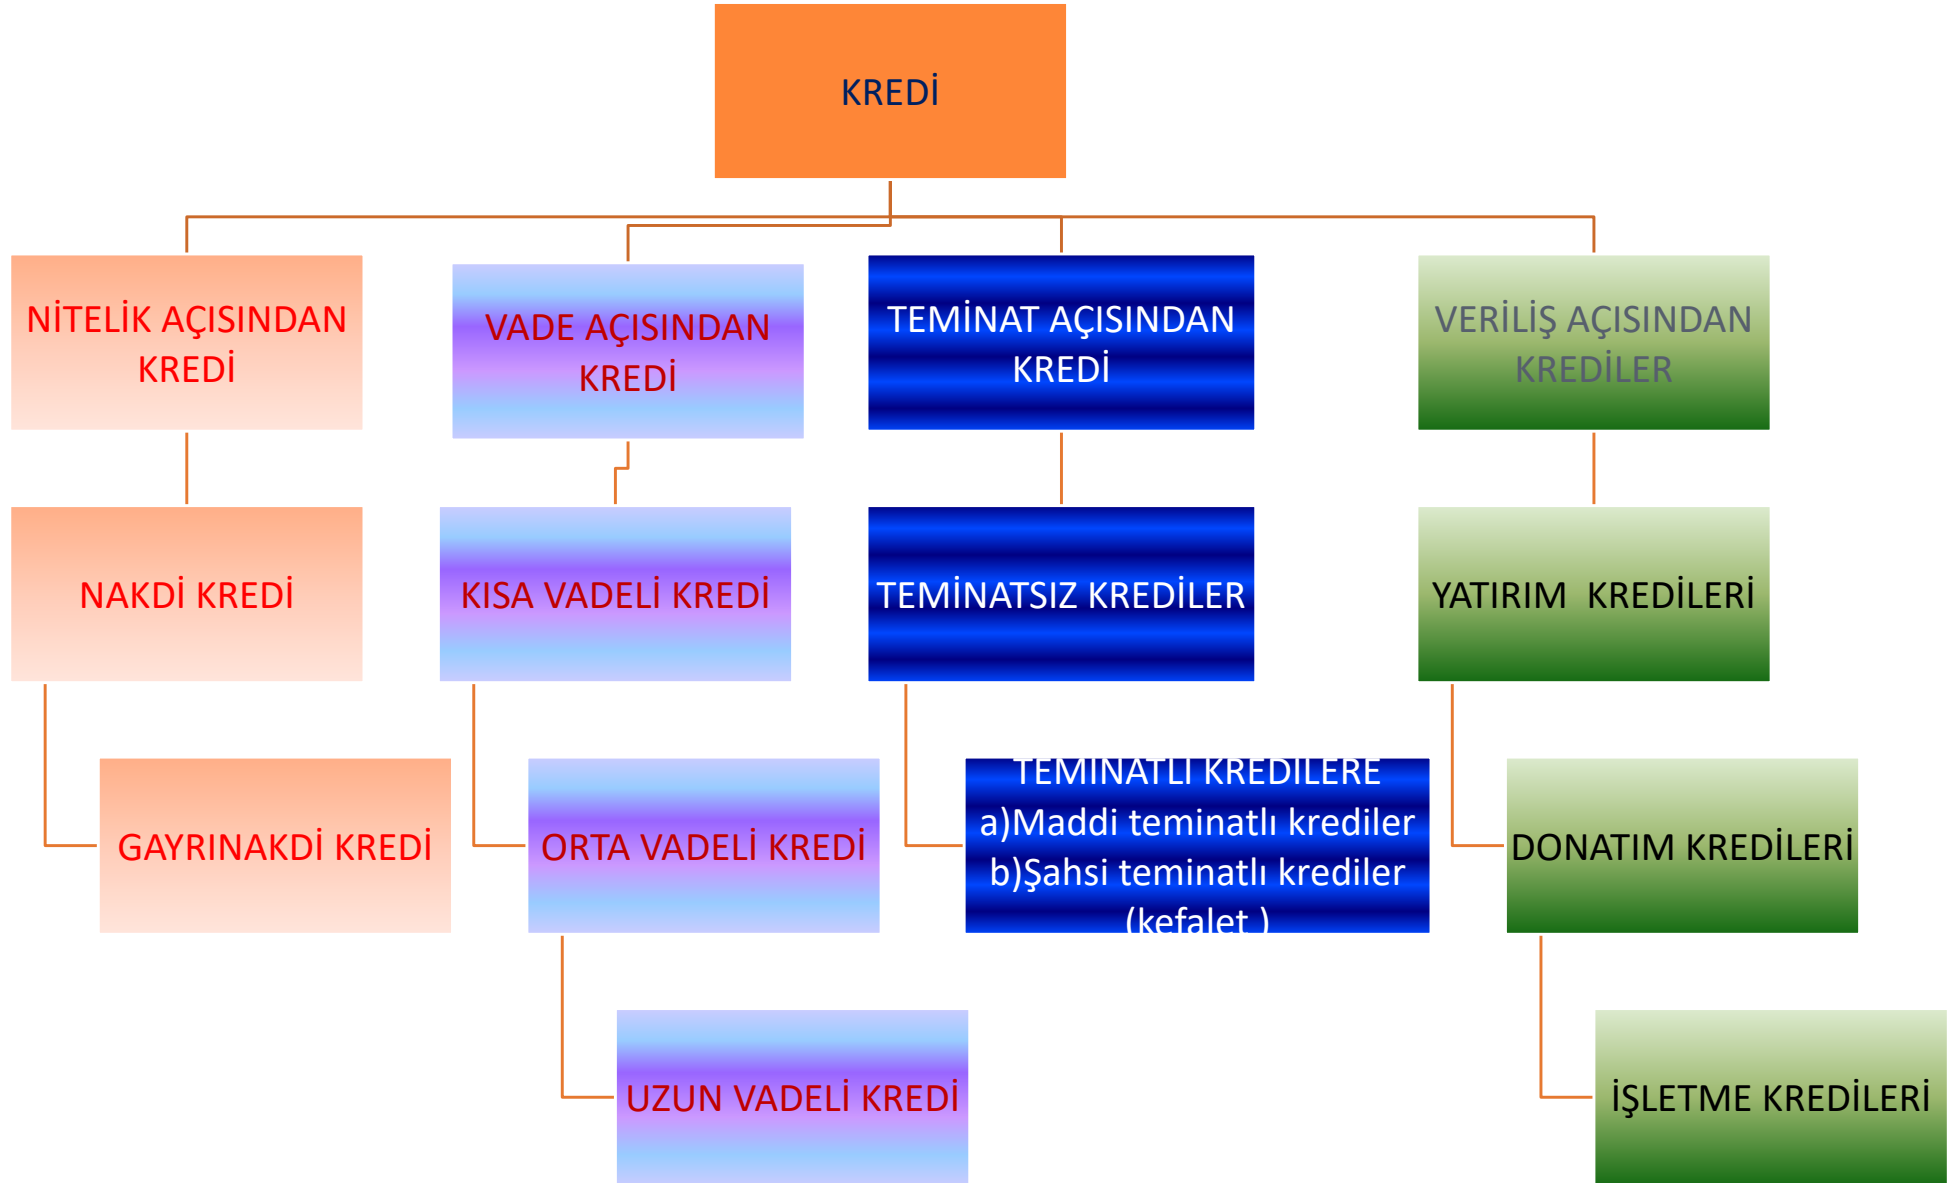 KREDİ
NİTELİK AÇISINDAN
KREDİ
VADE AÇISINDAN
KREDİ
TEMİNAT AÇISINDAN
KREDİ
VERİLİŞ AÇISINDAN
KREDİLER
NAKDİ KREDİ
KISA VADELİ KREDİ
TEMİNATSIZ KREDİLER
YATIRIM  KREDİLERİ
GAYRINAKDİ KREDİ
ORTA VADELİ KREDİ
TEMİNATLI KREDİLERE
a)Maddi teminatlı krediler
b)Şahsi teminatlı krediler
(kefalet )
DONATIM KREDİLERİ
UZUN VADELİ KREDİ
İŞLETME KREDİLERİ